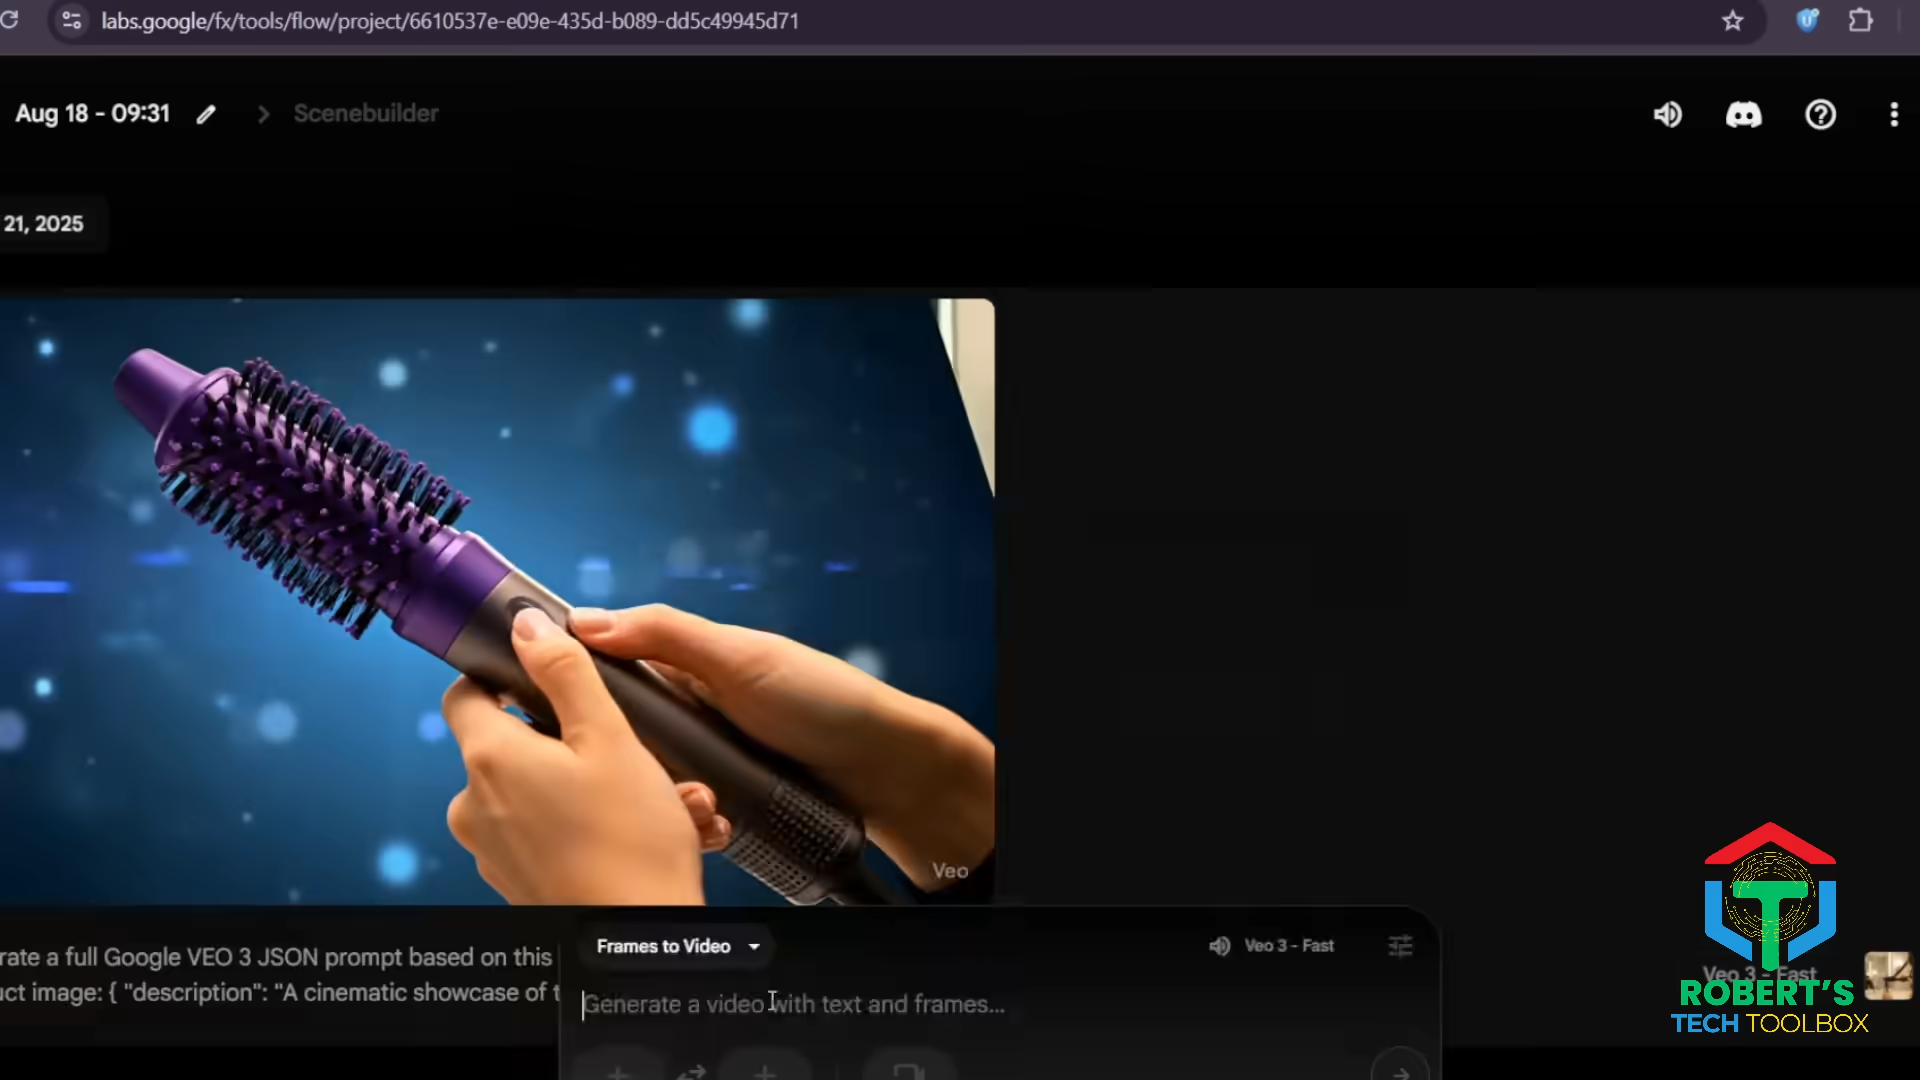 labs.google/fx/tools/flow/project/6610537e-e09e-435d-b089-dd5c49945d71
Aug 18 - 09:31
Scenebuilder
21, 2025
Veo
rate a full Google VEO 3 JSON prompt based on this
uct image: { "description": "A cinematic showcase of t
Frames to Video
Veo 3 - Fast
Generate a video with text and frames...
Veo 3 - Fast
ROBERT'S
TECH TOOLBOX